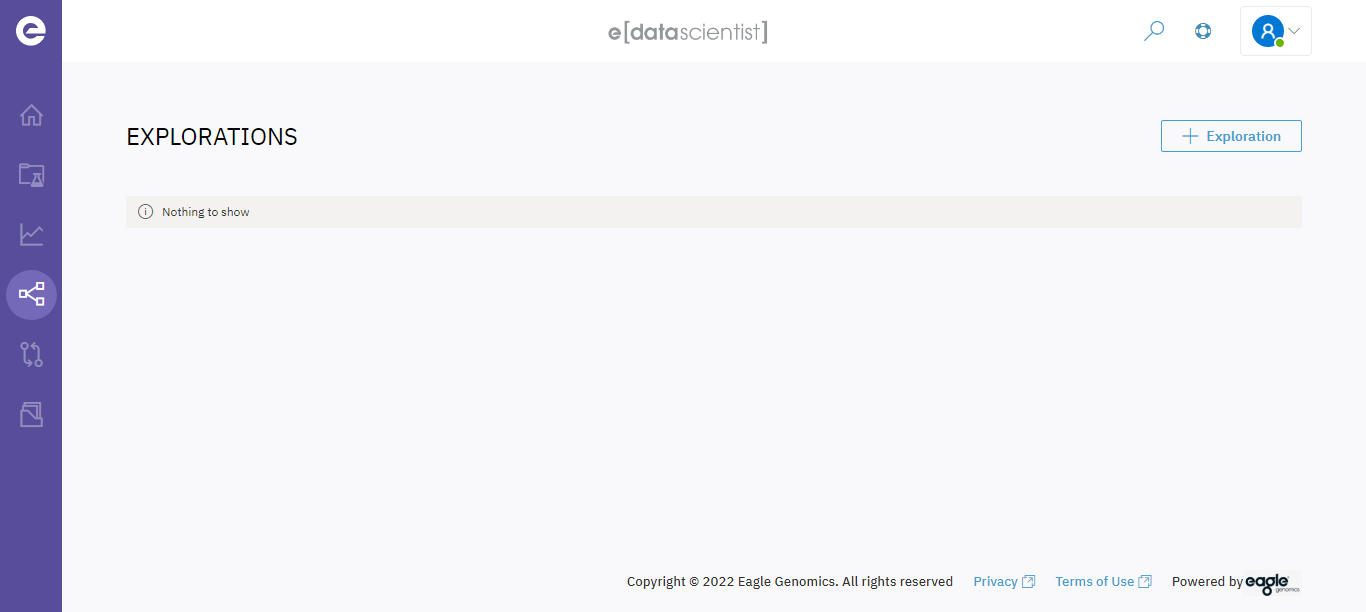 e[datascientist]
EXPLORATIONS
Exploration
Nothing to show
Copyright © 2022 Eagle Genomics. All rights reserved Privacy Terms of Use Powered by eagle genomics